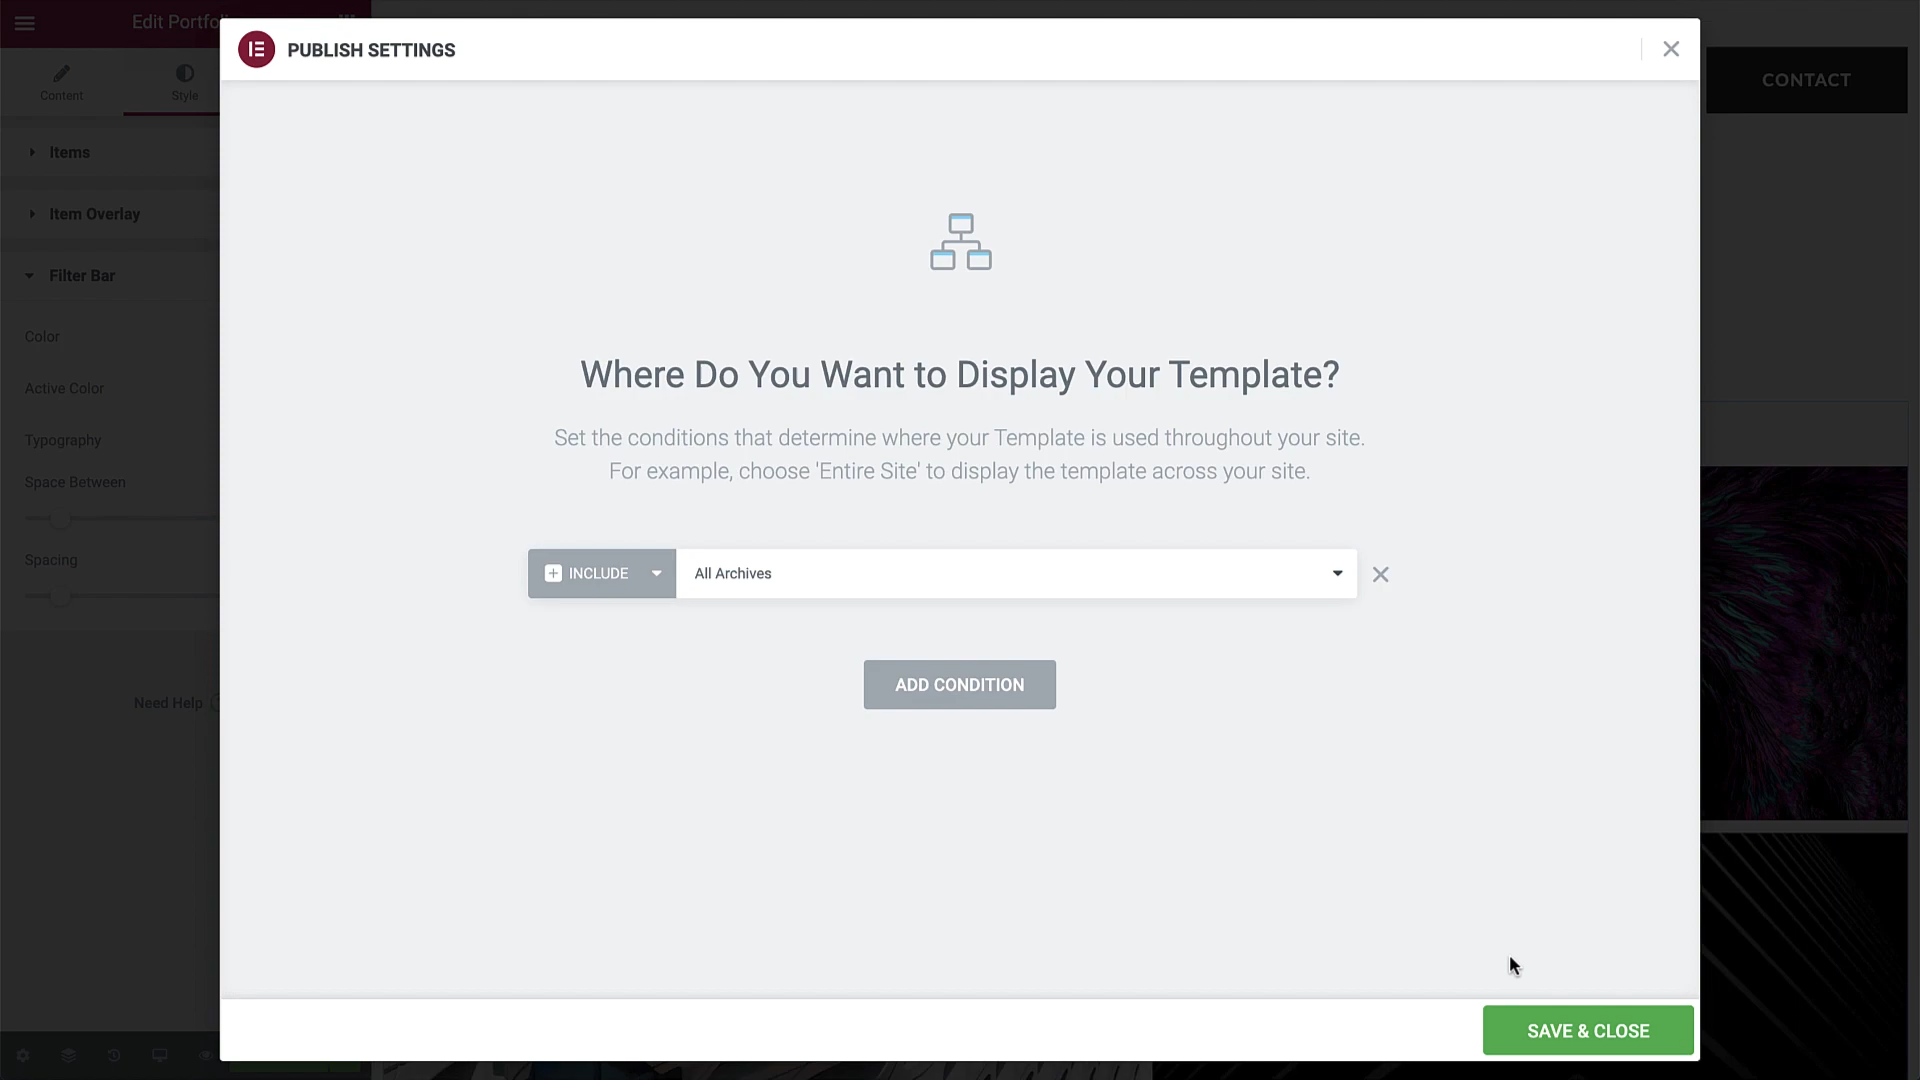 Edit Portfo
PUBLISH SETTINGS
CONTACT
Content
Style
Items
Item Overlay
Filter Bar
Color
Active Color
Typography
Space Between
Spacing
Need Help
Where Do You Want to Display Your Template?
Set the conditions that determine where your Template is used throughout your site.
For example, choose 'Entire Site' to display the template across your site.
INCLUDE
All Archives
ADD CONDITION
SAVE & CLOSE